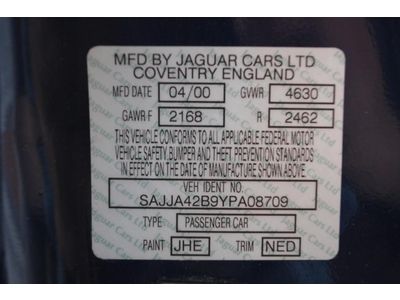 MFD BY JAGUAR CARS LTD
COVENTRY ENGLAND
MFD DATE 04/00 GVWR 4630
GAWR F 2168 R 2462
THIS VEHICLE CONFORMS TO ALL APPLICABLE FEDERAL MOTOR
VEHICLE SAFETY, BUMPER AND THEFT PREVENTION STANDARDS
IN EFFECT ON THE DATE OF MANUFACTURE SHOWN ABOVE.
VEH IDENT NO.
SAJJA42B9YPA08709
TYPE PASSENGER CAR
PAINT JHE TRIM NED